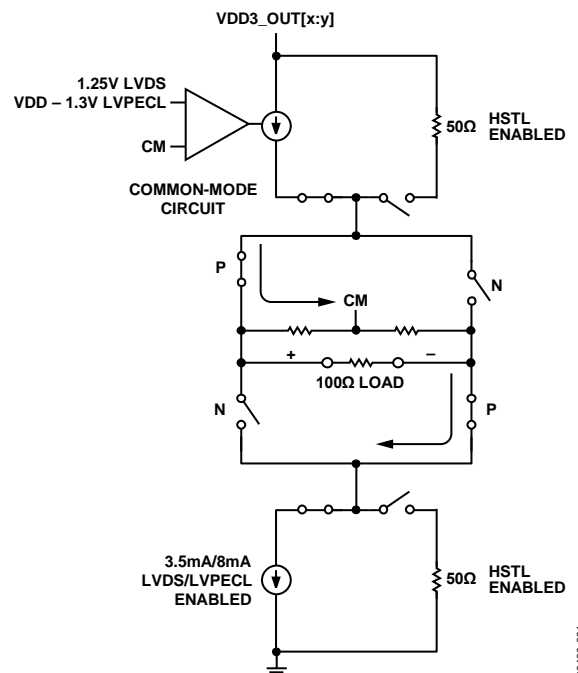 VDD3_OUT[x:y]
1.25V LVDS
VDD – 1.3V LVPECL
CM
COMMON-MODE
CIRCUIT
50Ω
HSTL
ENABLED
P
N
CM
+
–
100Ω LOAD
N
P
3.5mA/8mA
LVDS/LVPECL
ENABLED
50Ω
HSTL
ENABLED